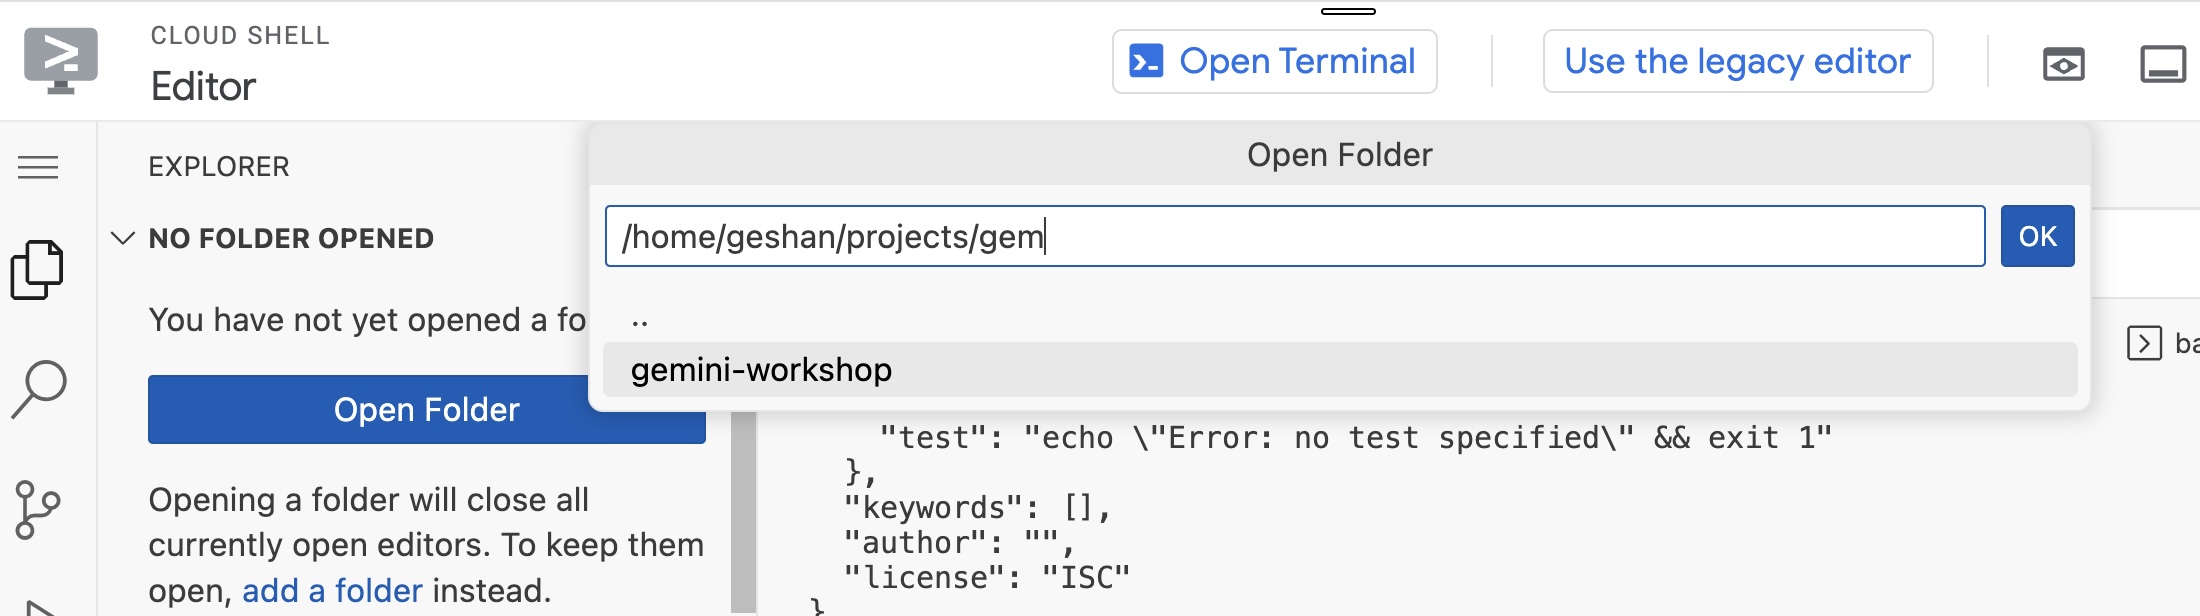 CLOUD SHELL
Editor
Open Terminal
Use the legacy editor
EXPLORER
NO FOLDER OPENED
You have not yet opened a fo
Open Folder
Opening a folder will close all
currently open editors. To keep them
open, add a folder instead.
Open Folder
/home/geshan/projects/gem
OK
..
gemini-workshop
ba
"test": "echo \"Error: no test specified\" && exit 1"
},
"keywords": [],
"author": "",
"license": "ISC"
}